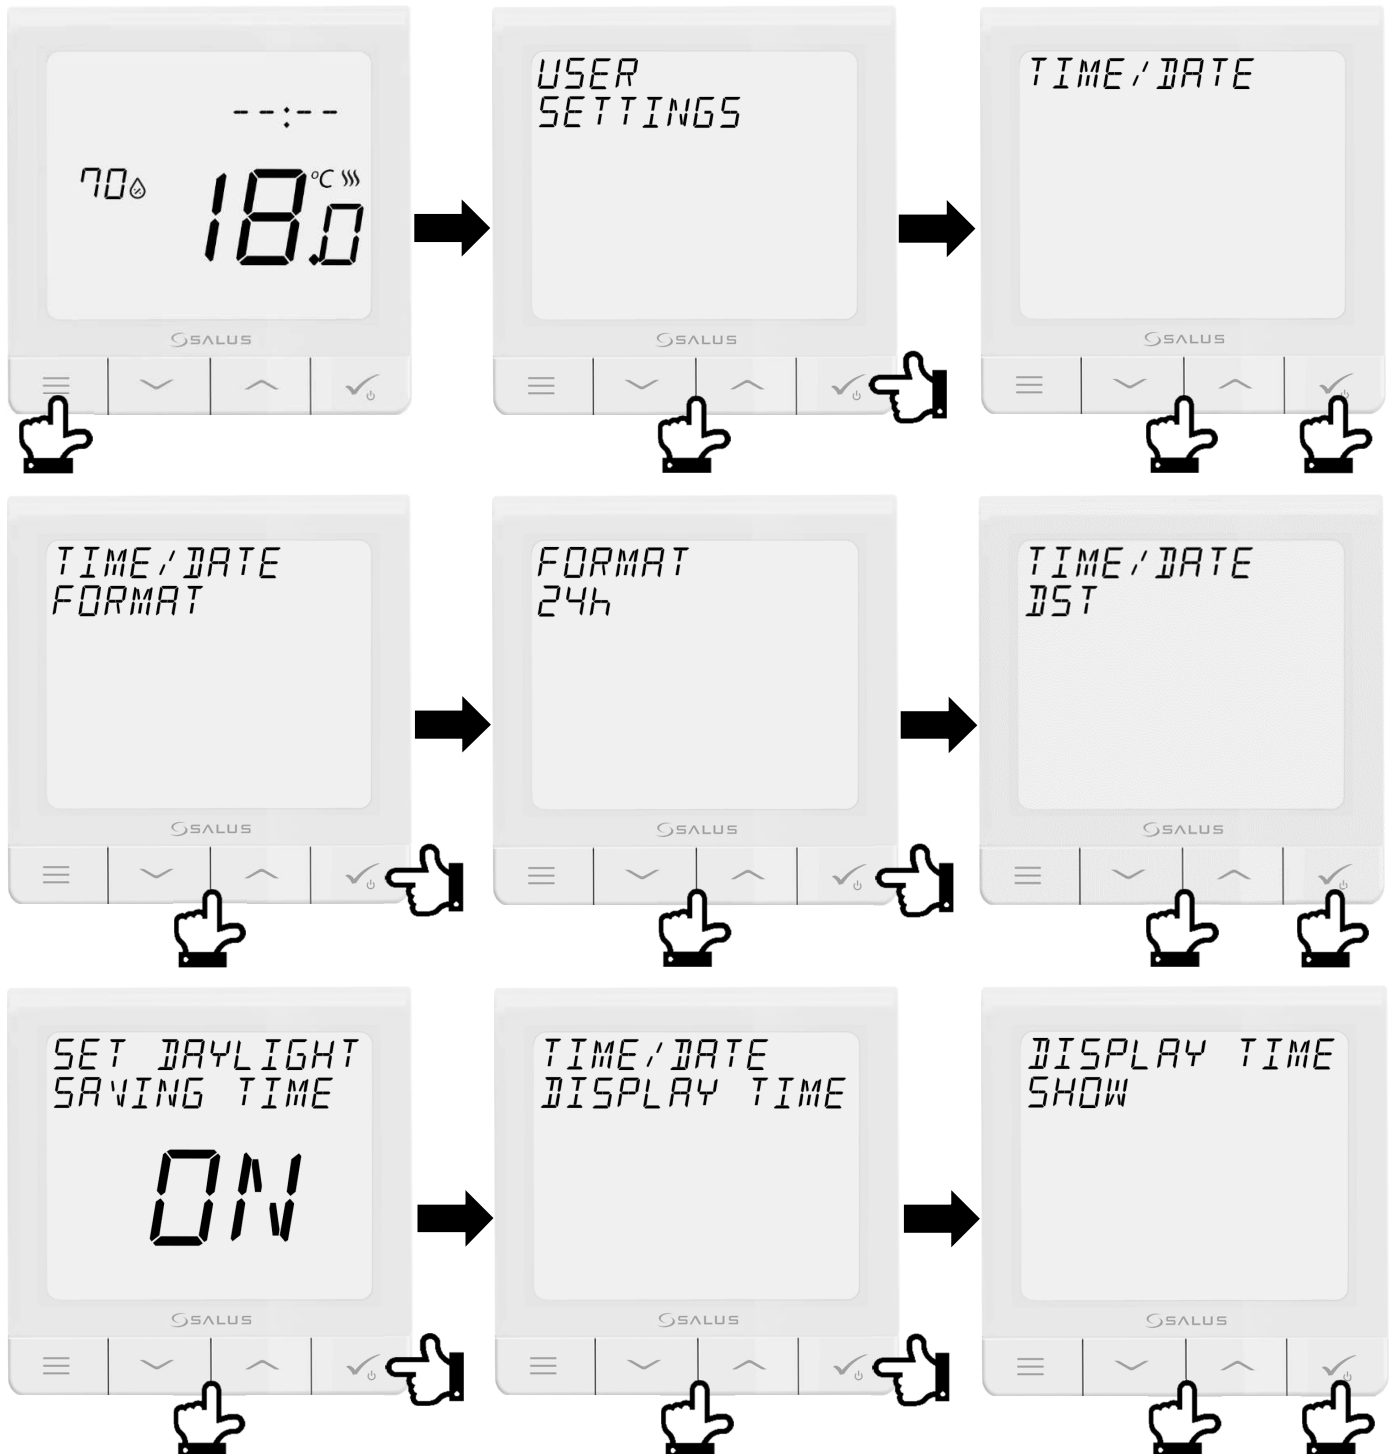 --:--
70
18.0 °C
SALUS
USER
SETTINGS
SALUS
TIME/DATE
SALUS
TIME/DATE
FORMAT
SALUS
FORMAT
24h
SALUS
TIME/DATE
DST
SALUS
SET DAYLIGHT
SAVING TIME
ON
SALUS
TIME/DATE
DISPLAY TIME
SALUS
DISPLAY TIME
SHOW
SALUS